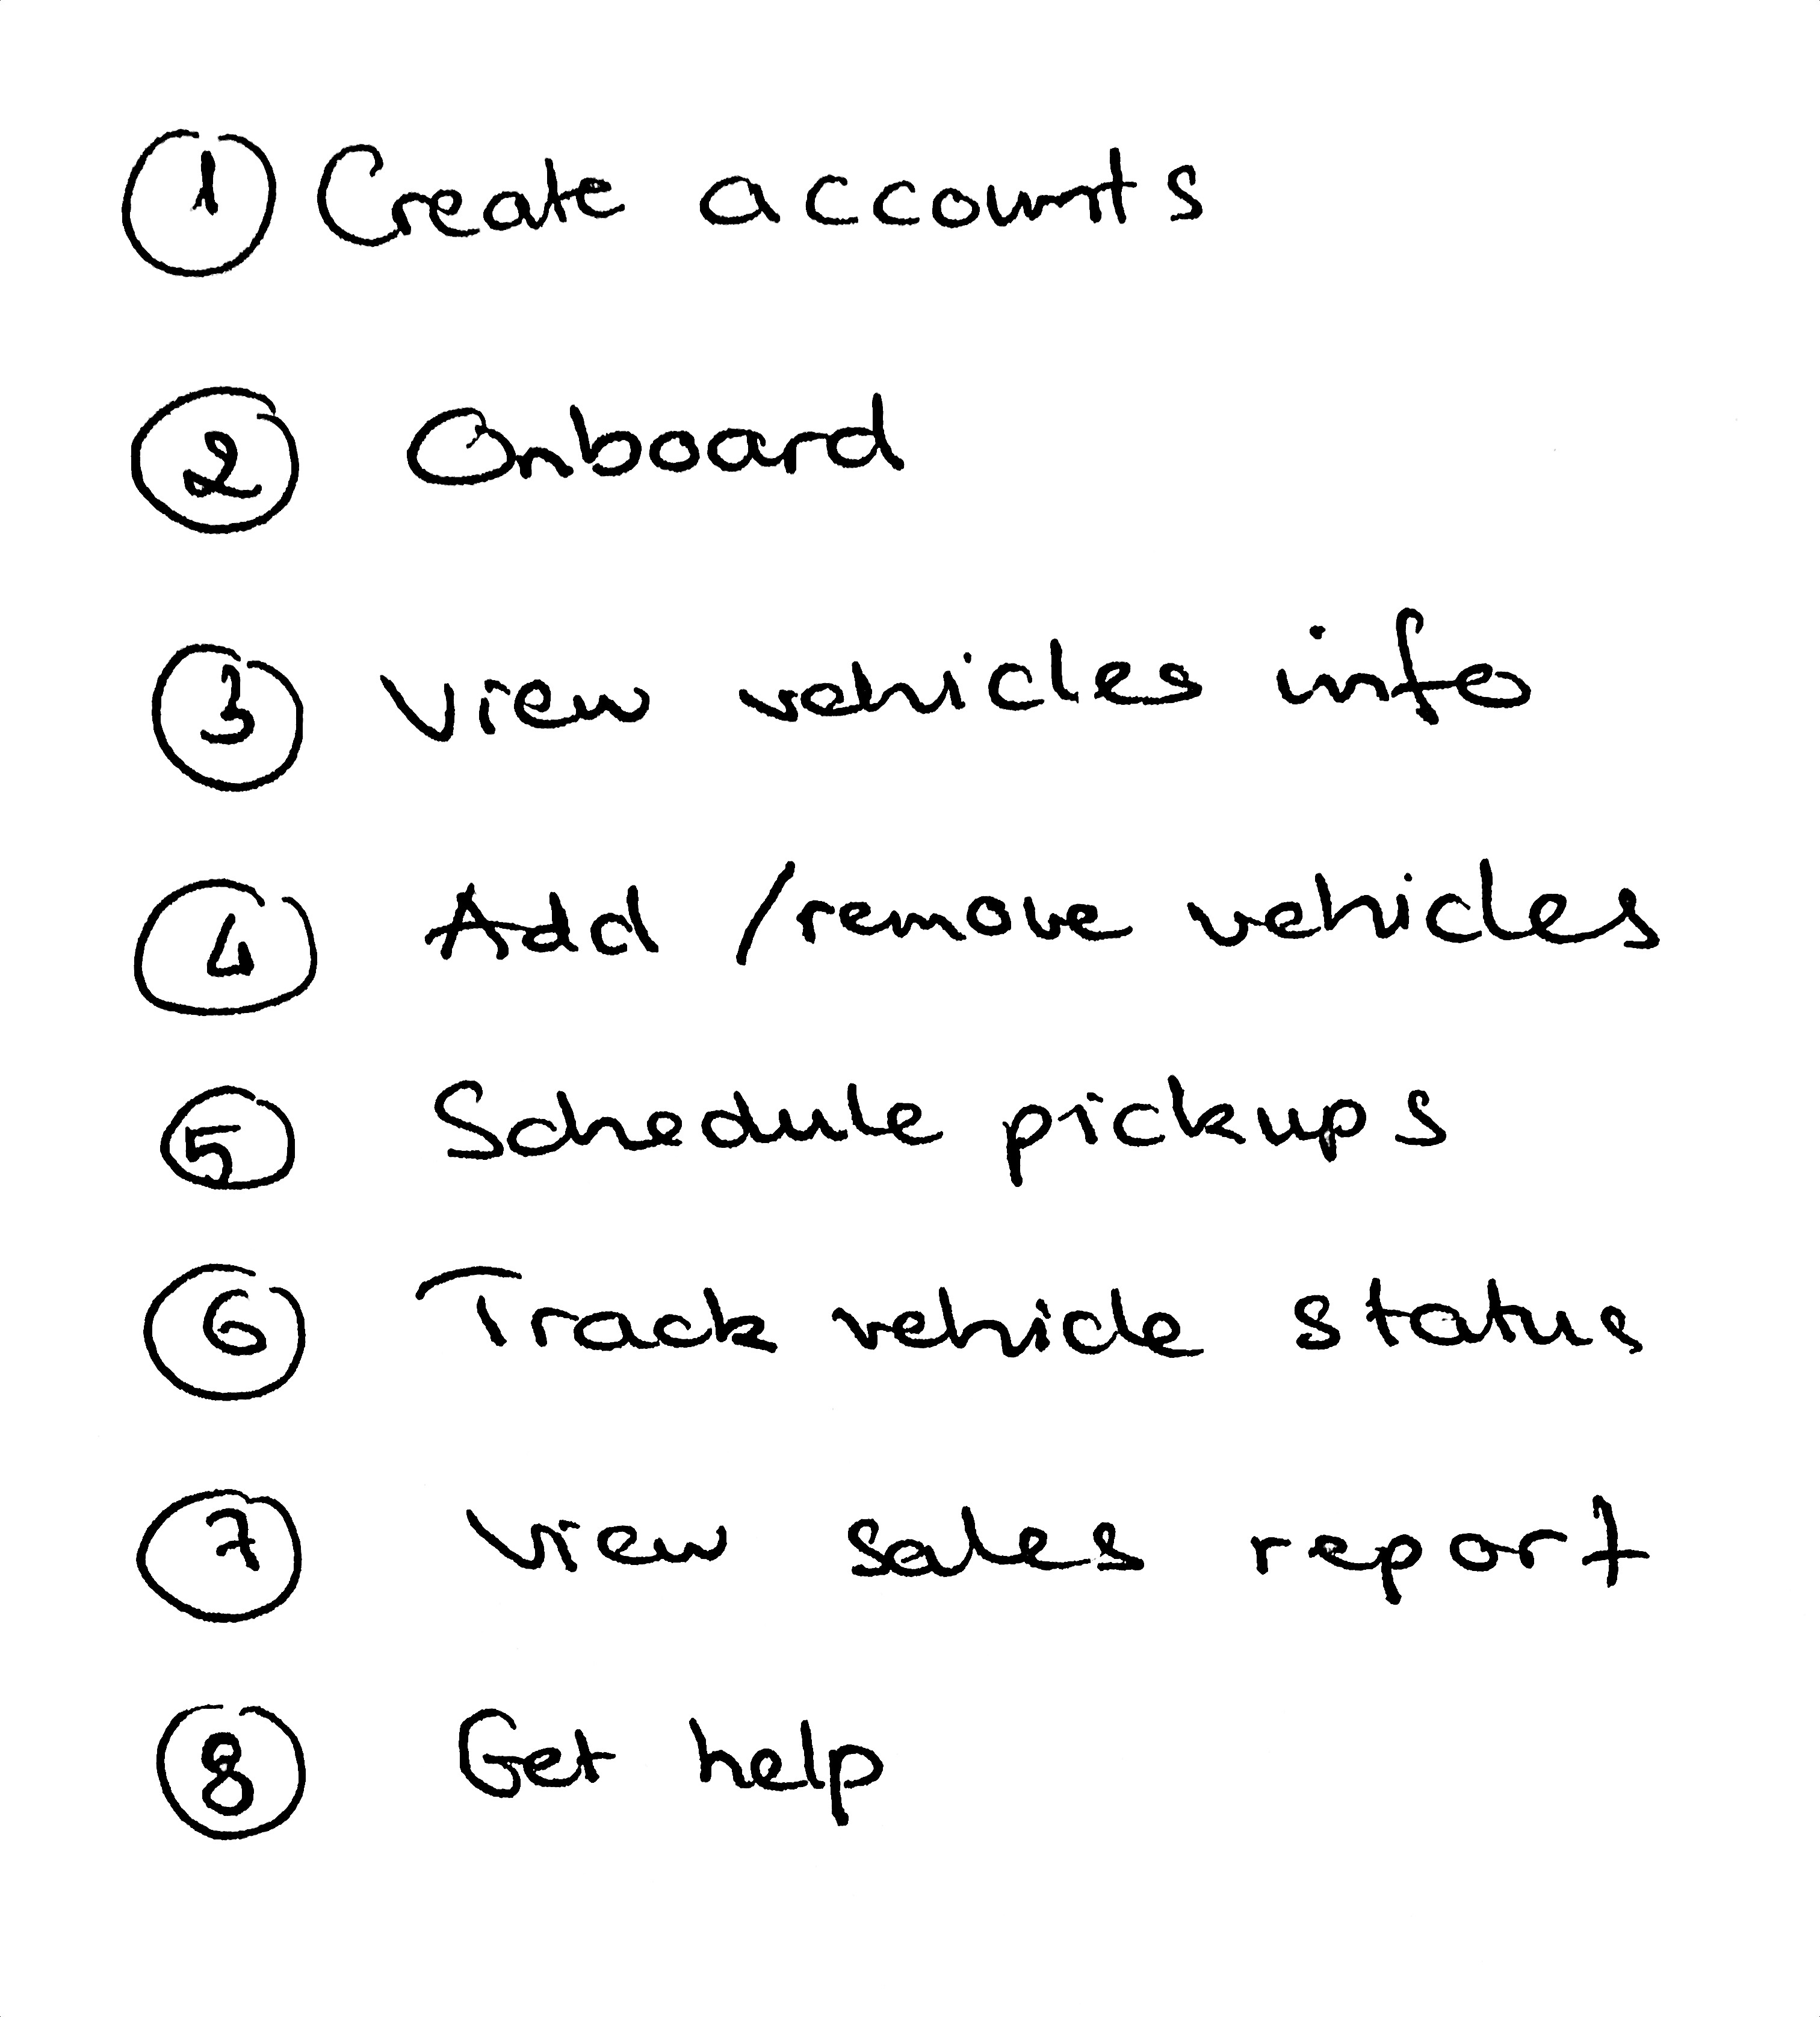 1 Create accounts
2 Onboard
3 View vehicles info
4 Add /remove vehicles
5 Schedule pickups
6 Track vehicle status
7 View sales report
8 Get help